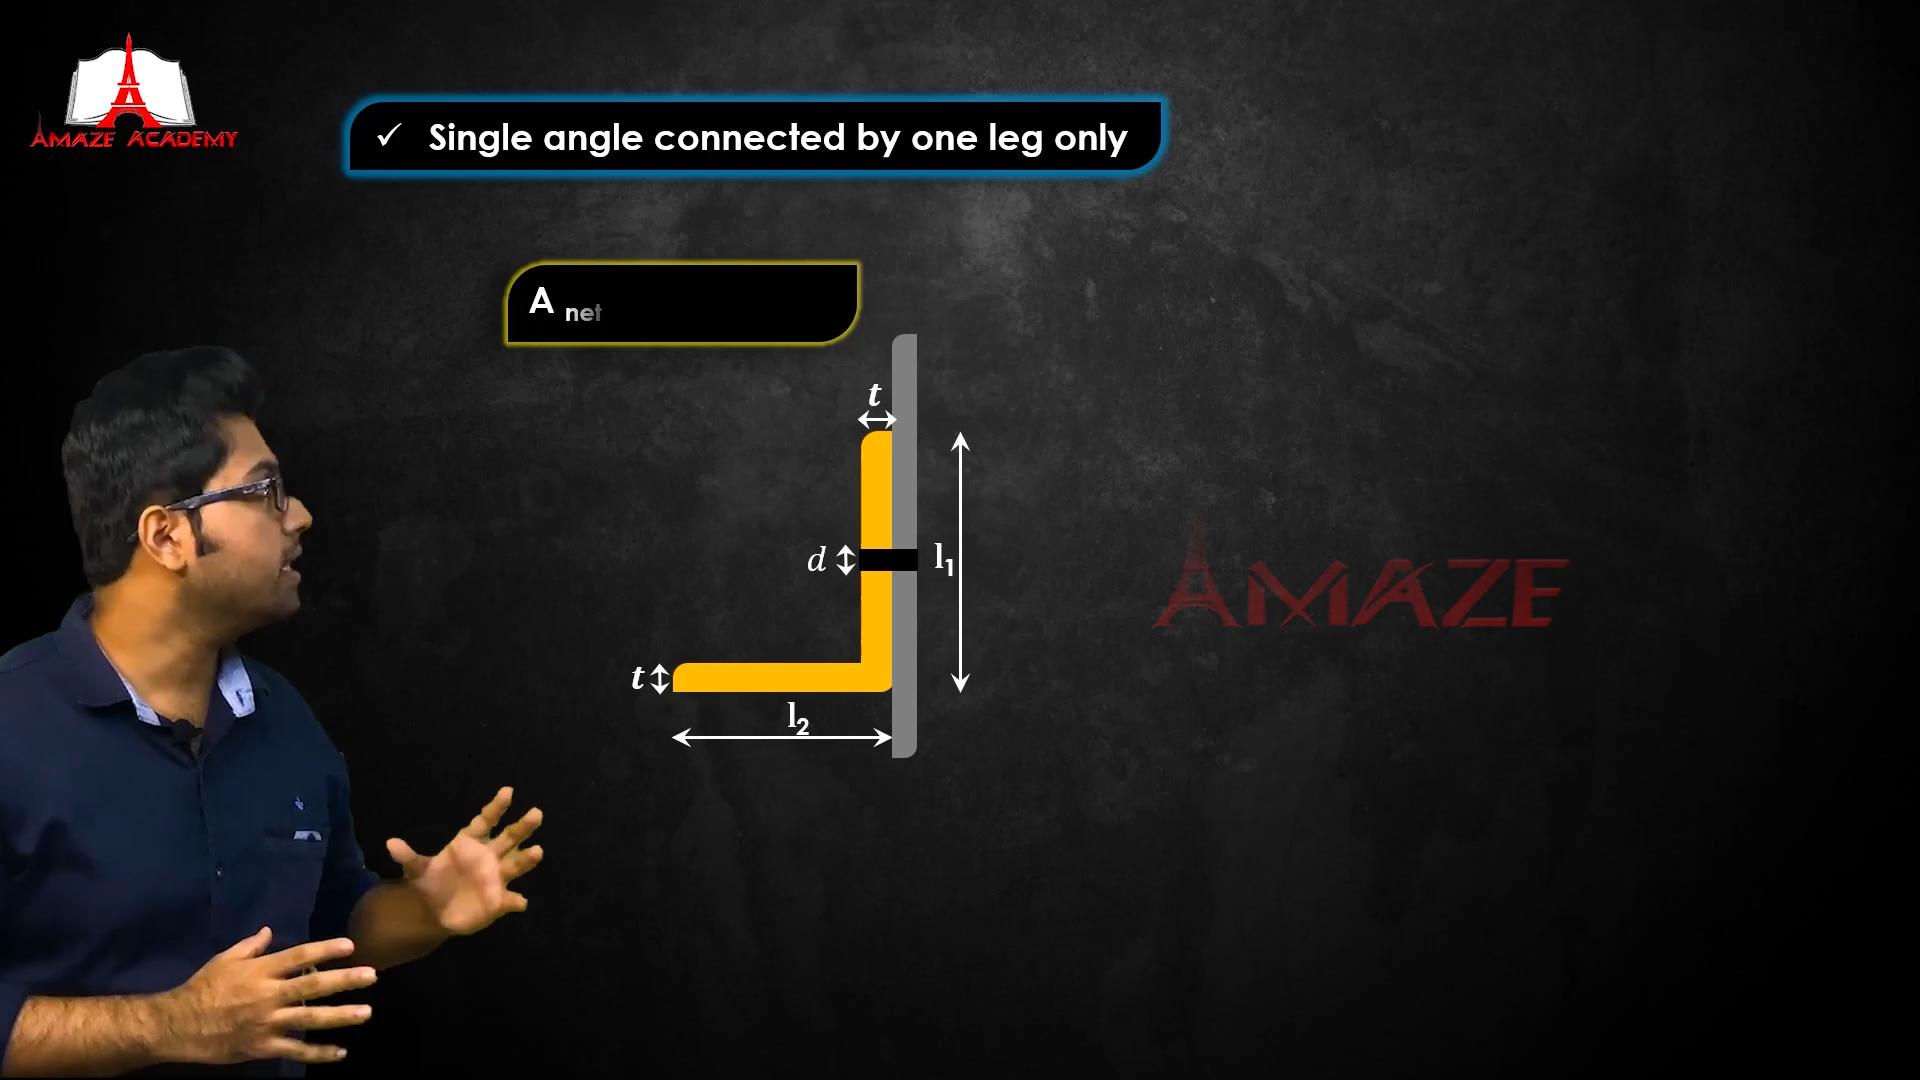 AMAZE ACADEMY
✓ Single angle connected by one leg only
A net
t
d
l₁
t
l₂
AMAZE